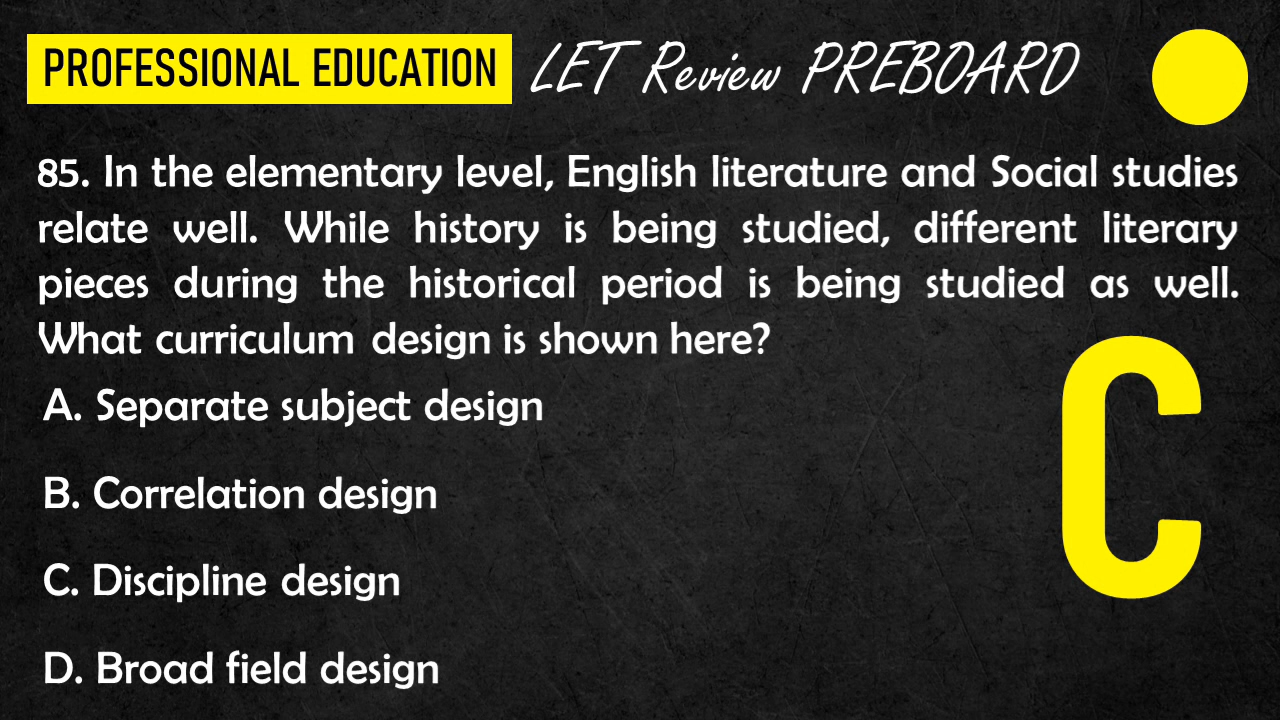 PROFESSIONAL EDUCATION LET Review PREBOARD
85. In the elementary level, English literature and Social studies
relate well. While history is being studied, different literary
pieces during the historical period is being studied as well.
What curriculum design is shown here?
A. Separate subject design
B. Correlation design
C. Discipline design
D. Broad field design
C